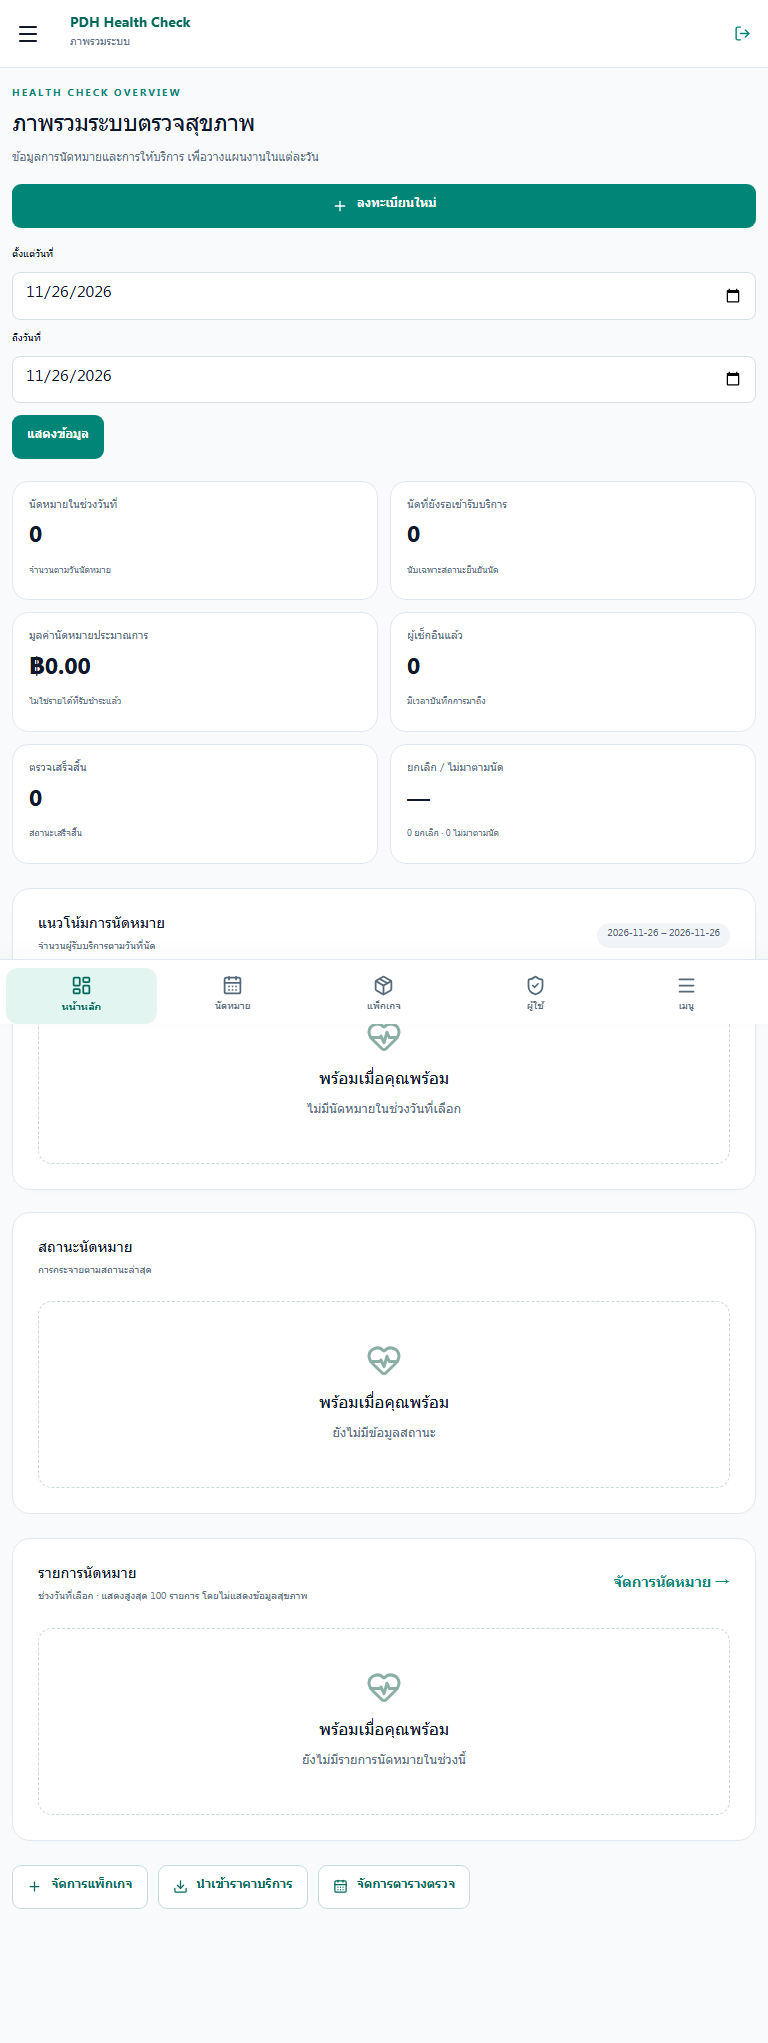 PDH Health Check
ภาพรวมระบบ
HEALTH CHECK OVERVIEW
ภาพรวมระบบตรวจสุขภาพ
ข้อมูลการนัดหมายและการให้บริการ เพื่อวางแผนงานในแต่ละวัน
ลงทะเบียนใหม่
ตั้งแต่วันที่
11/26/2026
ถึงวันที่
11/26/2026
แสดงข้อมูล
นัดหมายในช่วงวันที่
0
จำนวนตามวันนัดหมาย
นัดที่ยังรอเข้ารับบริการ
0
นับเฉพาะสถานะยืนยันนัด
มูลค่านัดหมายประมาณการ
฿0.00
ไม่ใช่รายได้ที่รับชำระแล้ว
ผู้เช็กอินแล้ว
0
มีเวลาบันทึกการมาถึง
ตรวจเสร็จสิ้น
0
สถานะเสร็จสิ้น
ยกเลิก / ไม่มาตามนัด
—
0 ยกเลิก · 0 ไม่มาตามนัด
แนวโน้มการนัดหมาย
จำนวนผู้รับบริการตามวันที่นัด
2026-11-26 – 2026-11-26
หน้าหลัก
นัดหมาย
แพ็กเกจ
ผู้ใช้
เมนู
พร้อมเมื่อคุณพร้อม
ไม่มีนัดหมายในช่วงวันที่เลือก
สถานะนัดหมาย
การกระจายตามสถานะล่าสุด
พร้อมเมื่อคุณพร้อม
ยังไม่มีข้อมูลสถานะ
รายการนัดหมาย
ช่วงวันที่เลือก · แสดงสูงสุด 100 รายการ โดยไม่แสดงข้อมูลสุขภาพ
จัดการนัดหมาย →
พร้อมเมื่อคุณพร้อม
ยังไม่มีรายการนัดหมายในช่วงนี้
จัดการแพ็กเกจ
นำเข้าราคาบริการ
จัดการตารางตรวจ